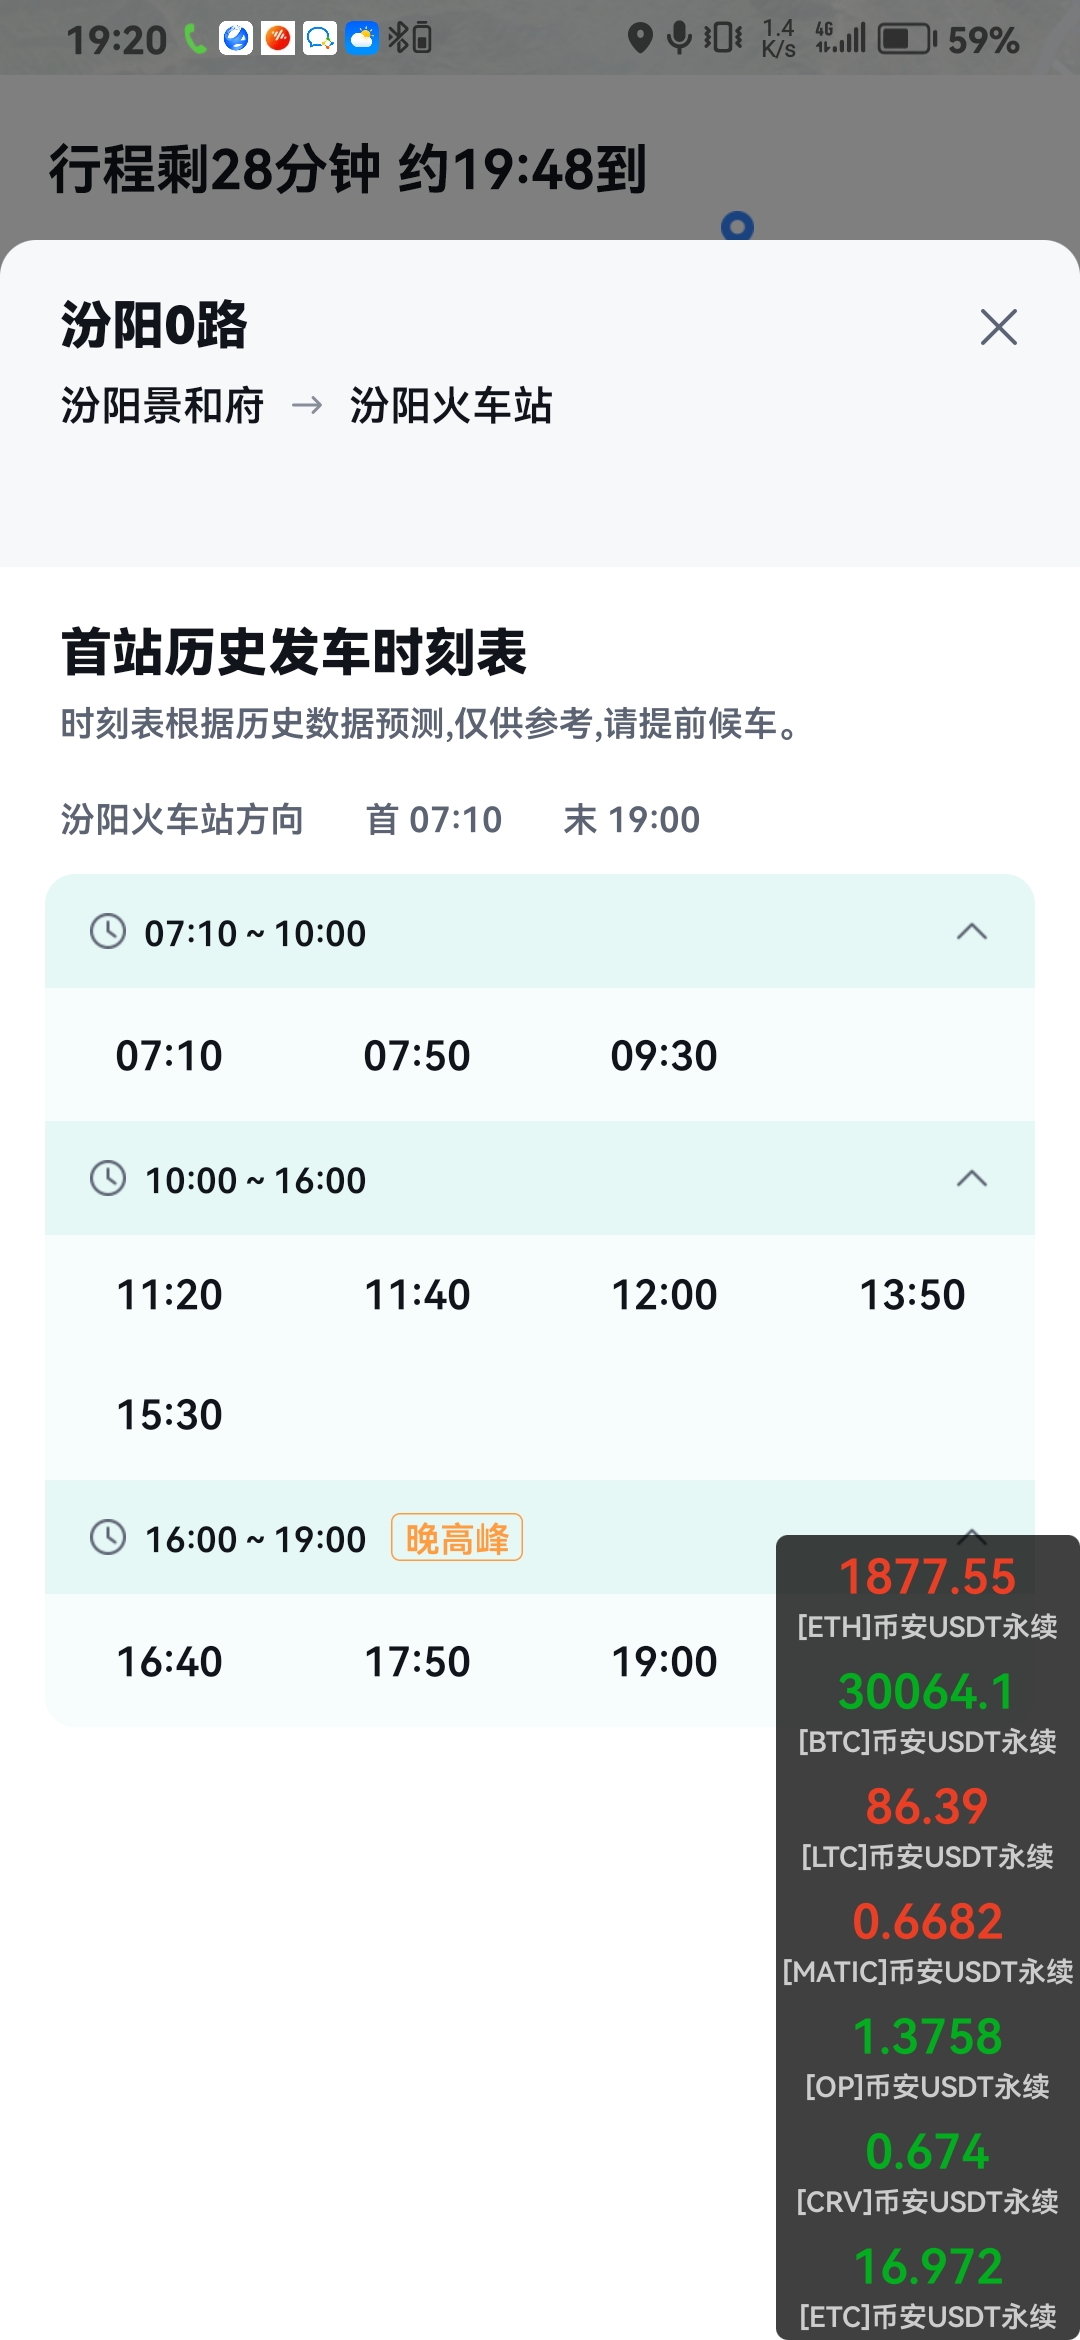 19:20
1.4
K/s
4G
59%
行程剩28分钟 约19:48到
汾阳0路
汾阳景和府 → 汾阳火车站
首站历史发车时刻表
时刻表根据历史数据预测,仅供参考,请提前候车。
汾阳火车站方向 首 07:10 末 19:00
07:10 ~ 10:00
07:10 07:50 09:30
10:00 ~ 16:00
11:20 11:40 12:00 13:50
15:30
16:00 ~ 19:00 晚高峰
16:40 17:50 19:00
1877.55
[ETH]币安USDT永续
30064.1
[BTC]币安USDT永续
86.39
[LTC]币安USDT永续
0.6682
[MATIC]币安USDT永续
1.3758
[OP]币安USDT永续
0.674
[CRV]币安USDT永续
16.972
[ETC]币安USDT永续